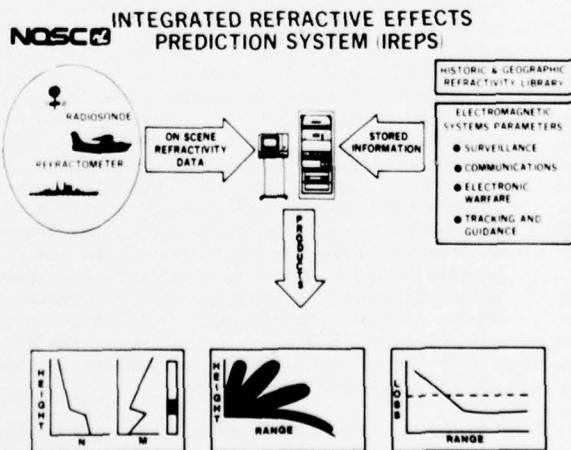 NOSC
INTEGRATED REFRACTIVE EFFECTS
PREDICTION SYSTEM (IREPS)
RADIOSONDE
REFRACTOMETER
ON SCENE
REFRACTIVITY
DATA
STORED
INFORMATION
HISTORIC & GEOGRAPHIC
REFRACTIVITY LIBRARY
ELECTROMAGNETIC
SYSTEMS PARAMETERS
● SURVEILLANCE
● COMMUNICATIONS
● ELECTRONIC
WARFARE
● TRACKING AND
GUIDANCE
PRODUCTS
HEIGHT
N
M
HEIGHT
RANGE
LOSS
RANGE